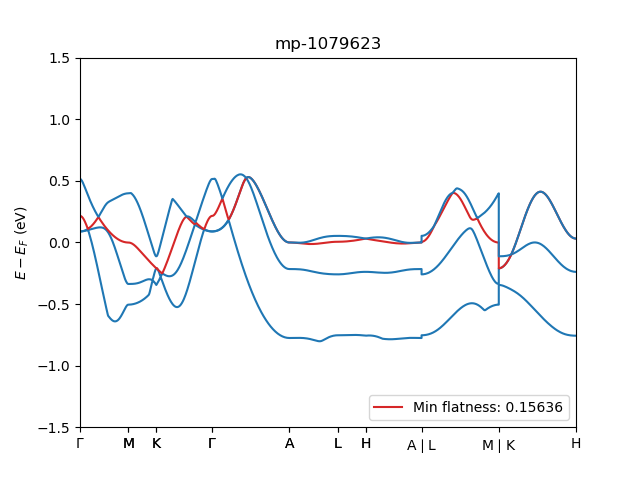 mp-1079623
E − E_F (eV)
1.5
1.0
0.5
0.0
−0.5
−1.0
−1.5
Min flatness: 0.15636
Γ M K Γ A L H A | L M | K H